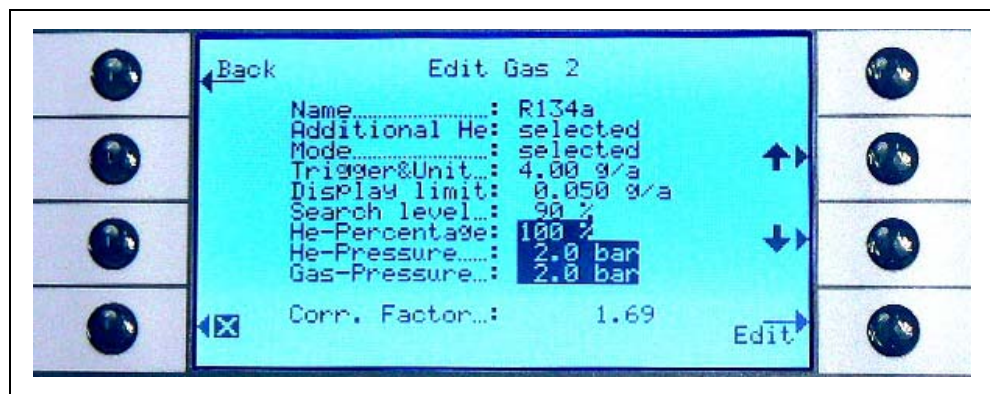 Back Edit Gas 2
Name……………: R134a
Additional He: selected
Mode……………: selected
Trigger&Unit…: 4.00 g/a
Display limit: 0.050 g/a
Search level…: 90 %
He-Percentage: 100 %
He-Pressure……: 2.0 bar
Gas-Pressure…: 2.0 bar
Corr. Factor…: 1.69
Edit